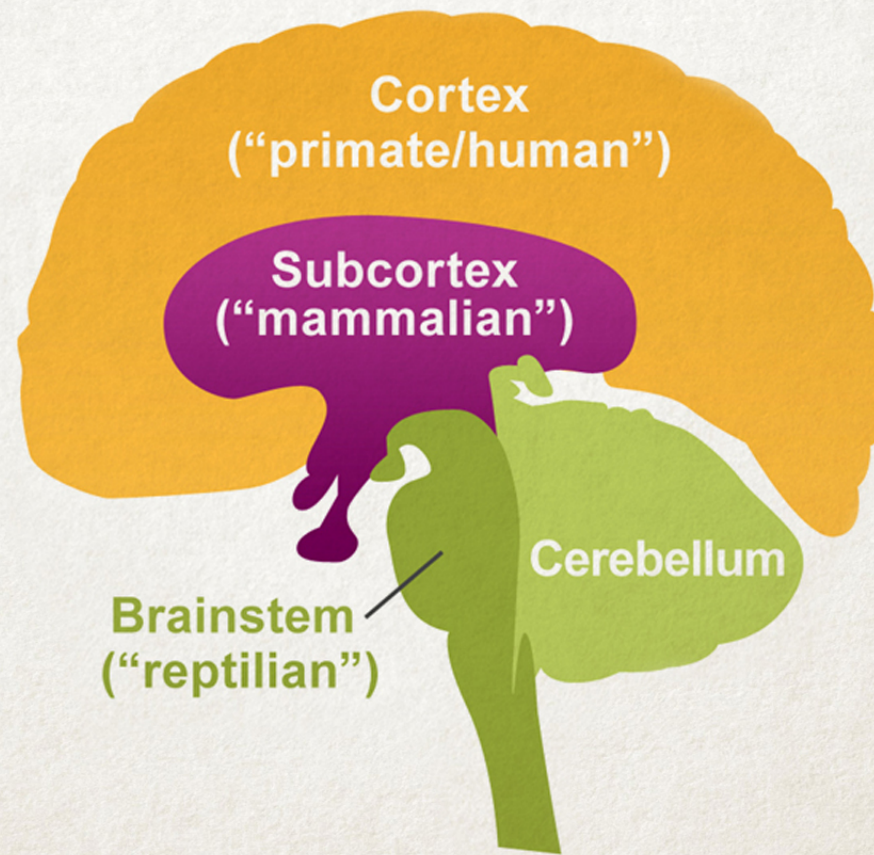 Cortex
(“primate/human”)
Subcortex
(“mammalian”)
Cerebellum
Brainstem
(“reptilian”)